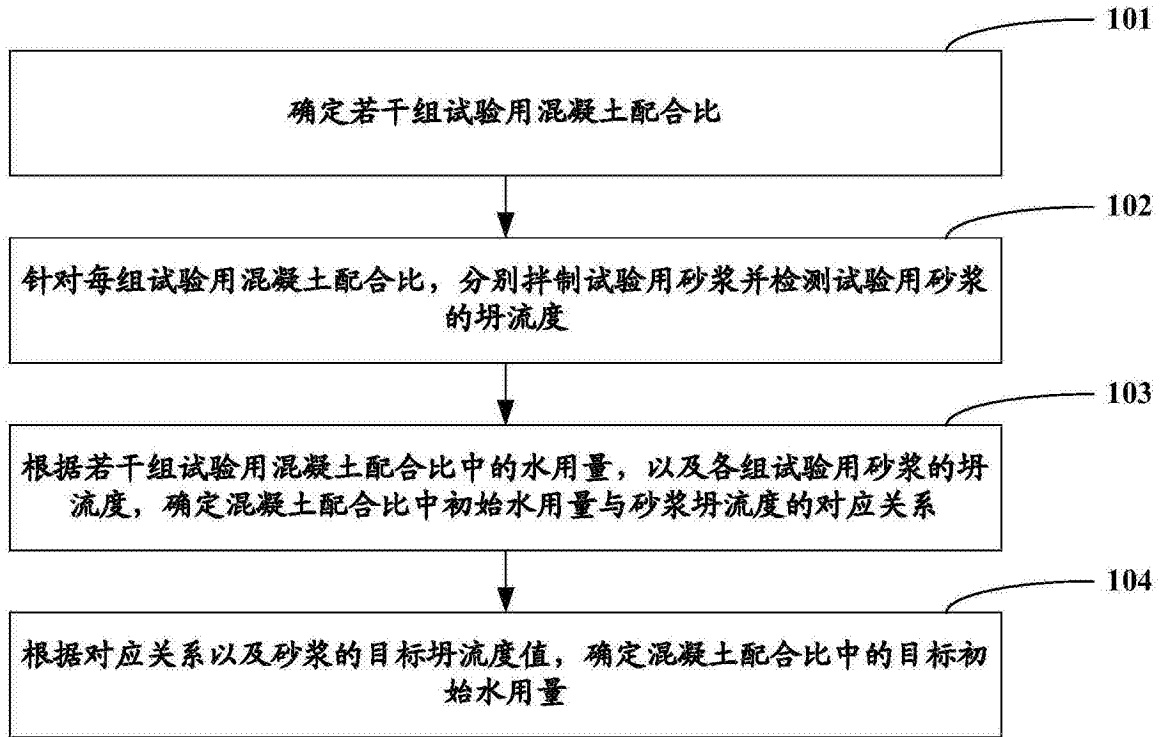 101
确定若干组试验用混凝土配合比
102
针对每组试验用混凝土配合比，分别拌制试验用砂浆并检测试验用砂浆
的坍流度
103
根据若干组试验用混凝土配合比中的水用量，以及各组试验用砂浆的坍
流度，确定混凝土配合比中初始水用量与砂浆坍流度的对应关系
104
根据对应关系以及砂浆的目标坍流度值，确定混凝土配合比中的目标初
始水用量